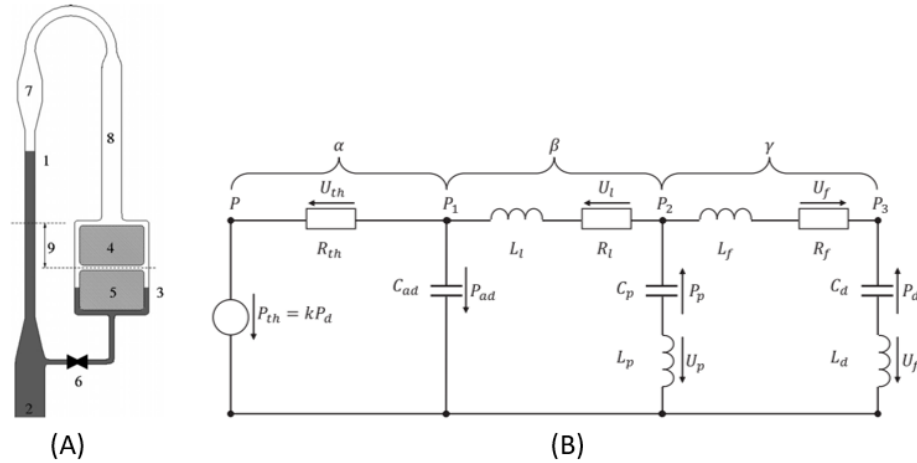 7
1
8
9
4
5
3
6
2
(A)
α β γ
U_th U_l U_f
P P_1 P_2 P_3
R_th L_l R_l L_f R_f
C_ad P_ad C_p P_p C_d P_d
P_th = kP_d
L_p U_p L_d U_f
(B)